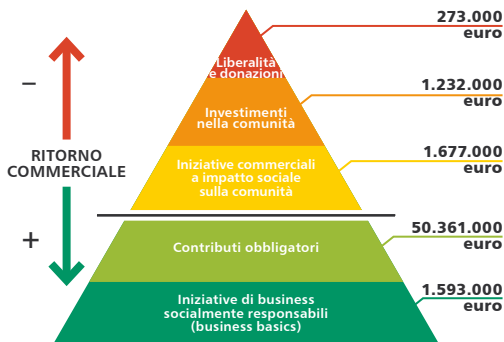 273.000
euro
Liberalità
e donazioni
1.232.000
euro
–
Investimenti
nella comunità
RITORNO
COMMERCIALE
1.677.000
euro
Iniziative commerciali
a impatto sociale
sulla comunità
+
50.361.000
euro
Contributi obbligatori
1.593.000
euro
Iniziative di business
socialmente responsabili
(business basics)